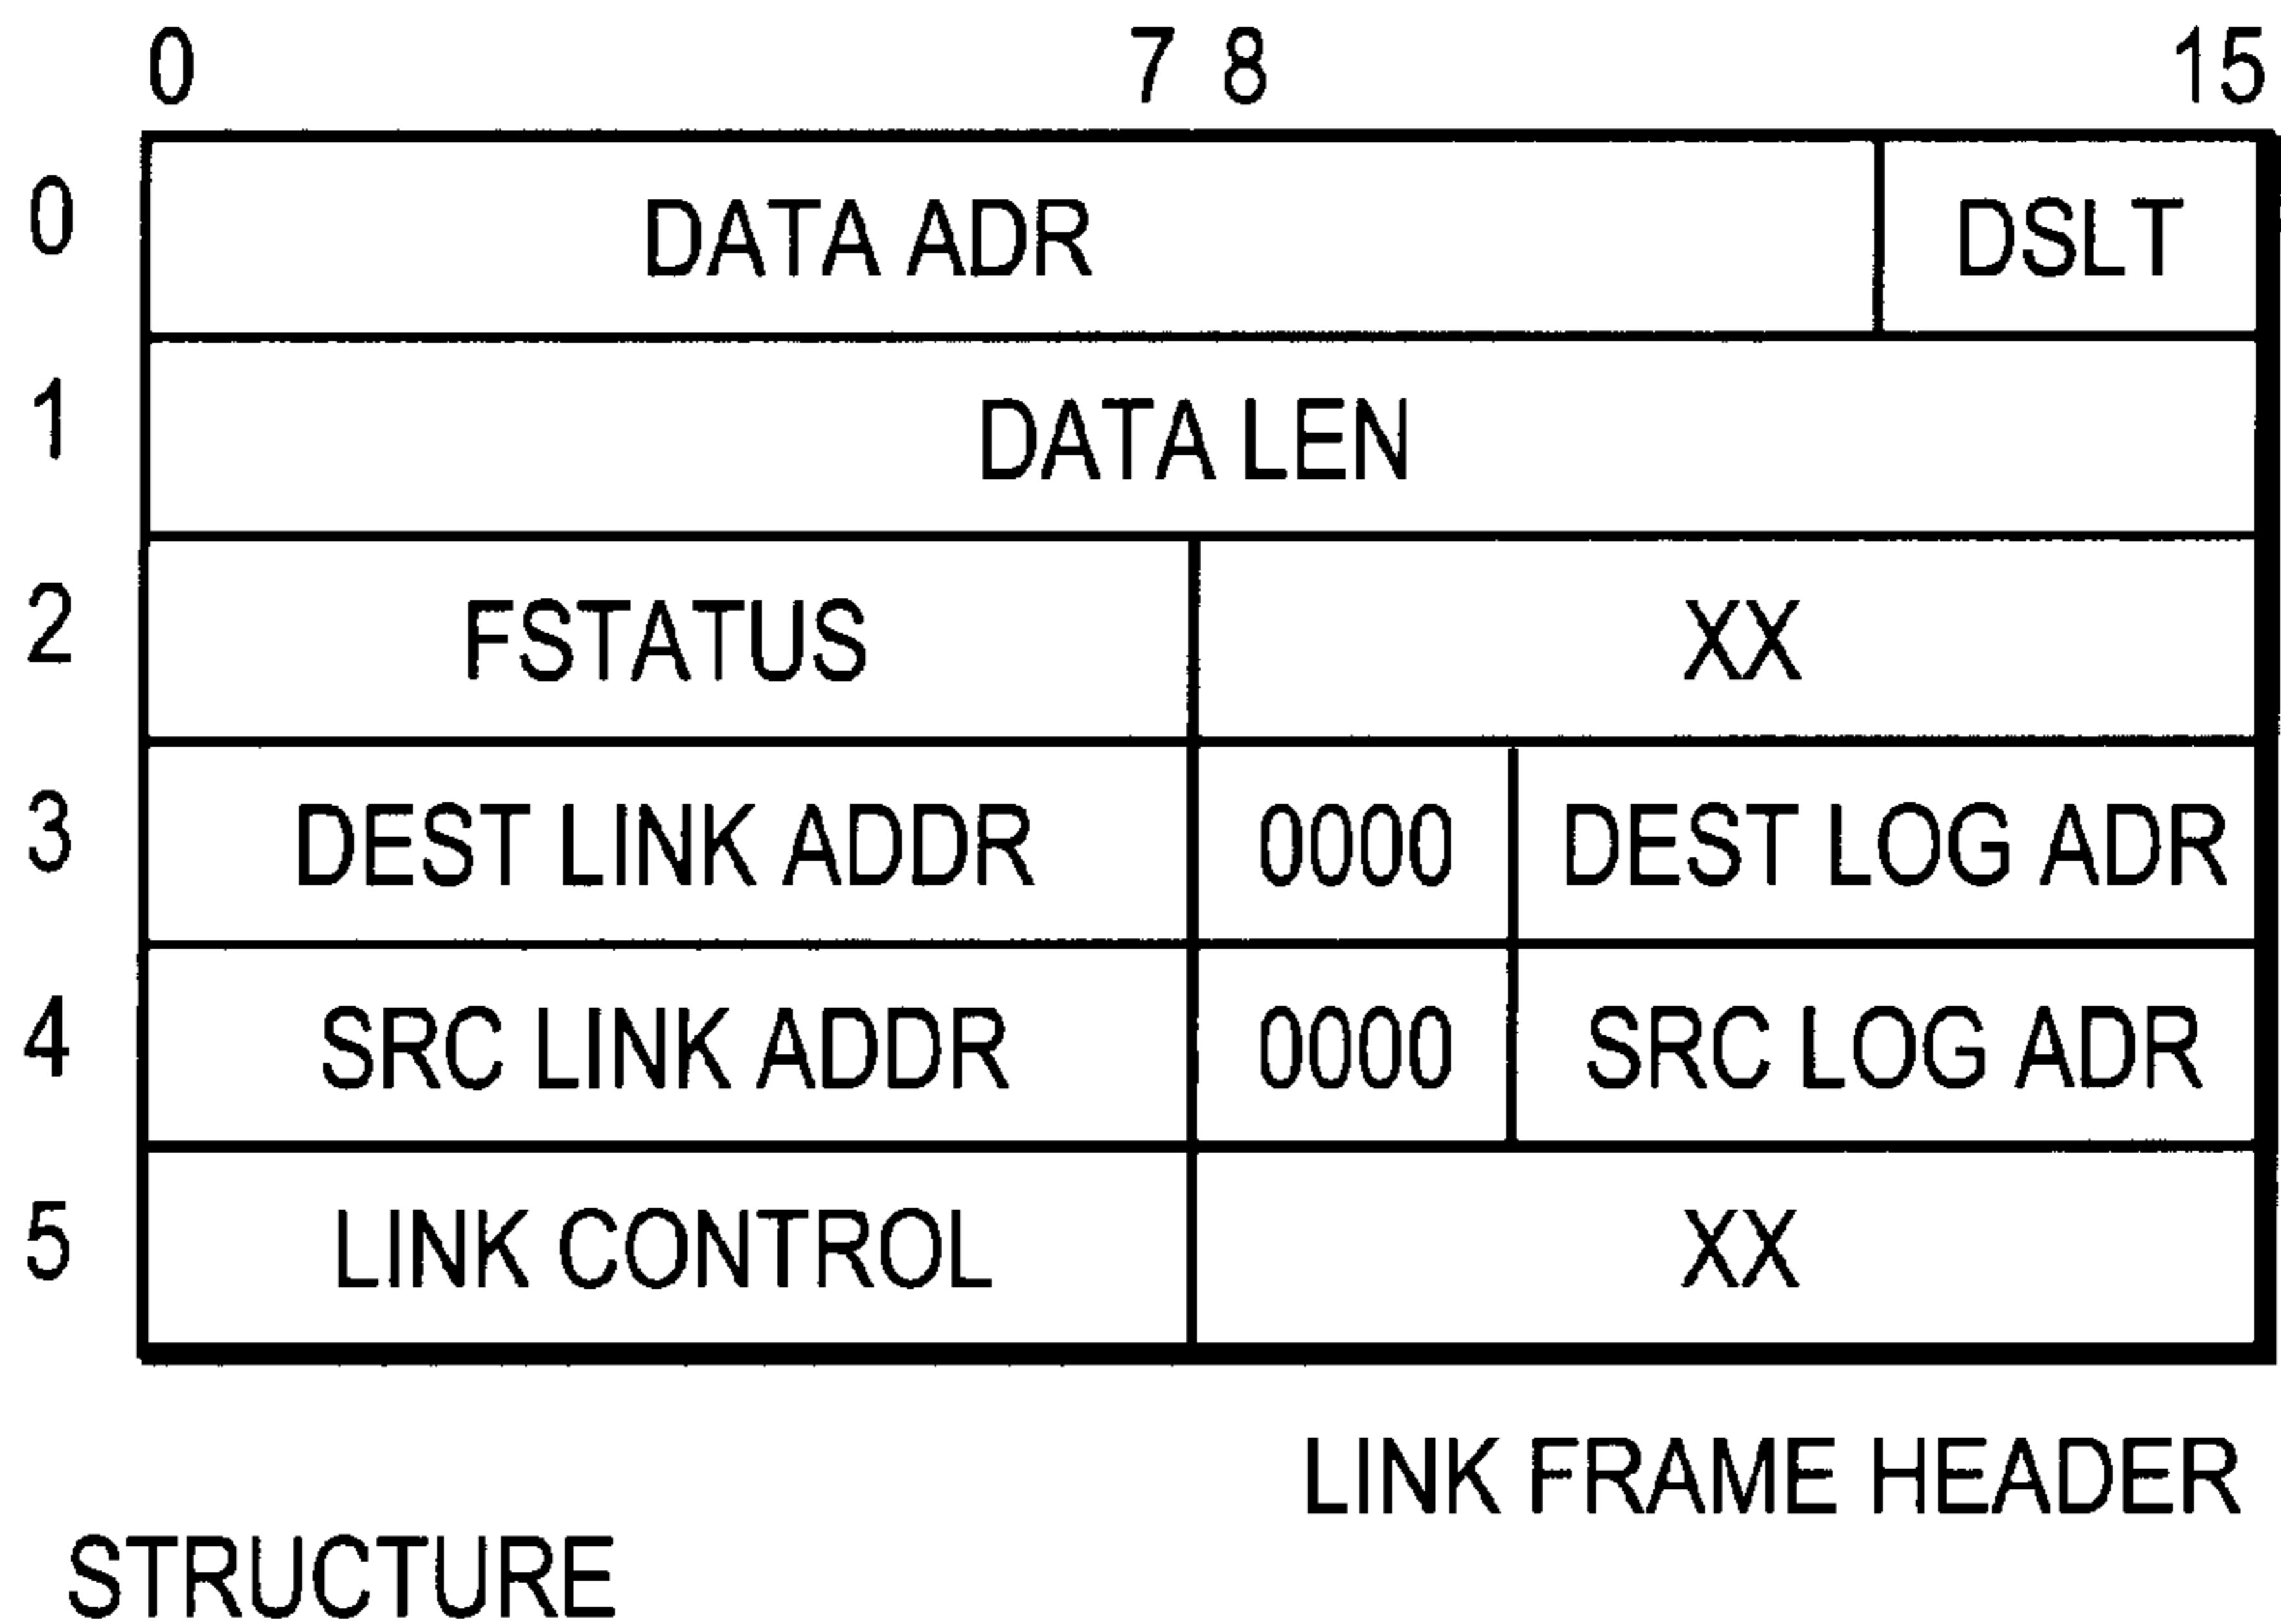 0 7 8 15
0 DATA ADR DSLT
1 DATA LEN
2 FSTATUS XX
3 DEST LINK ADDR 0000 DEST LOG ADR
4 SRC LINK ADDR 0000 SRC LOG ADR
5 LINK CONTROL XX
LINK FRAME HEADER
STRUCTURE